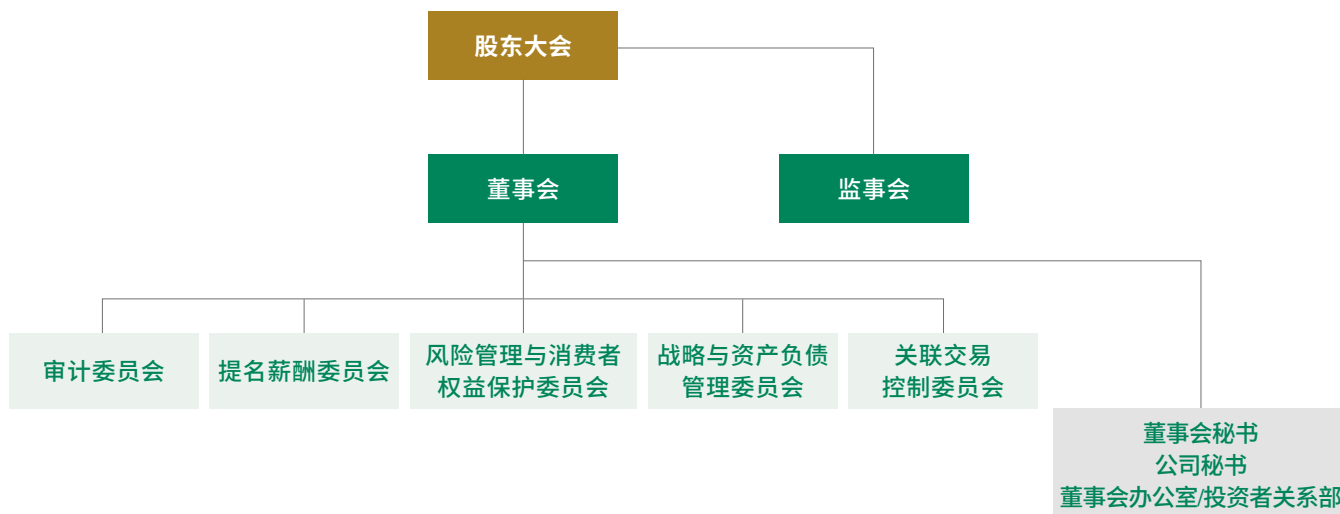 股东大会
董事会
监事会
审计委员会
提名薪酬委员会
风险管理与消费者
权益保护委员会
战略与资产负债
管理委员会
关联交易
控制委员会
董事会秘书
公司秘书
董事会办公室/投资者关系部